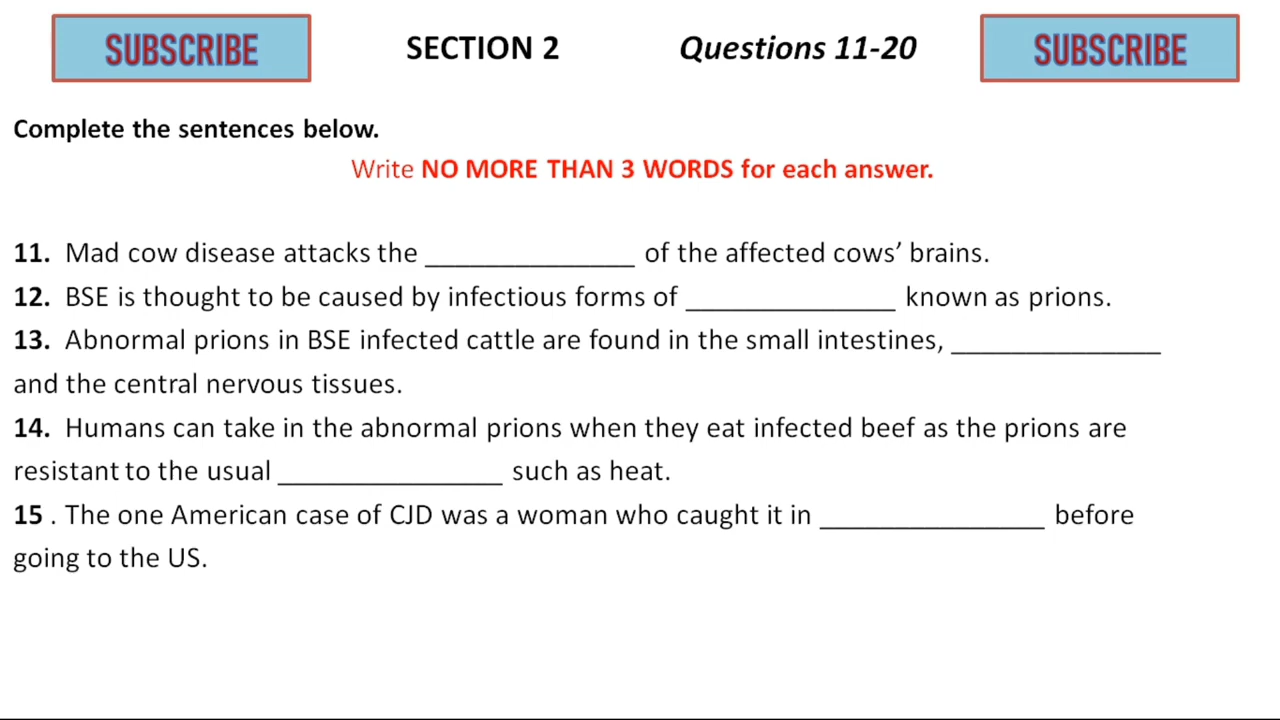 SUBSCRIBE SECTION 2 Questions 11-20 SUBSCRIBE
Complete the sentences below.
Write NO MORE THAN 3 WORDS for each answer.
11. Mad cow disease attacks the ______________ of the affected cows’ brains.
12. BSE is thought to be caused by infectious forms of ______________ known as prions.
13. Abnormal prions in BSE infected cattle are found in the small intestines, ______________
and the central nervous tissues.
14. Humans can take in the abnormal prions when they eat infected beef as the prions are
resistant to the usual _______________ such as heat.
15 . The one American case of CJD was a woman who caught it in _______________ before
going to the US.